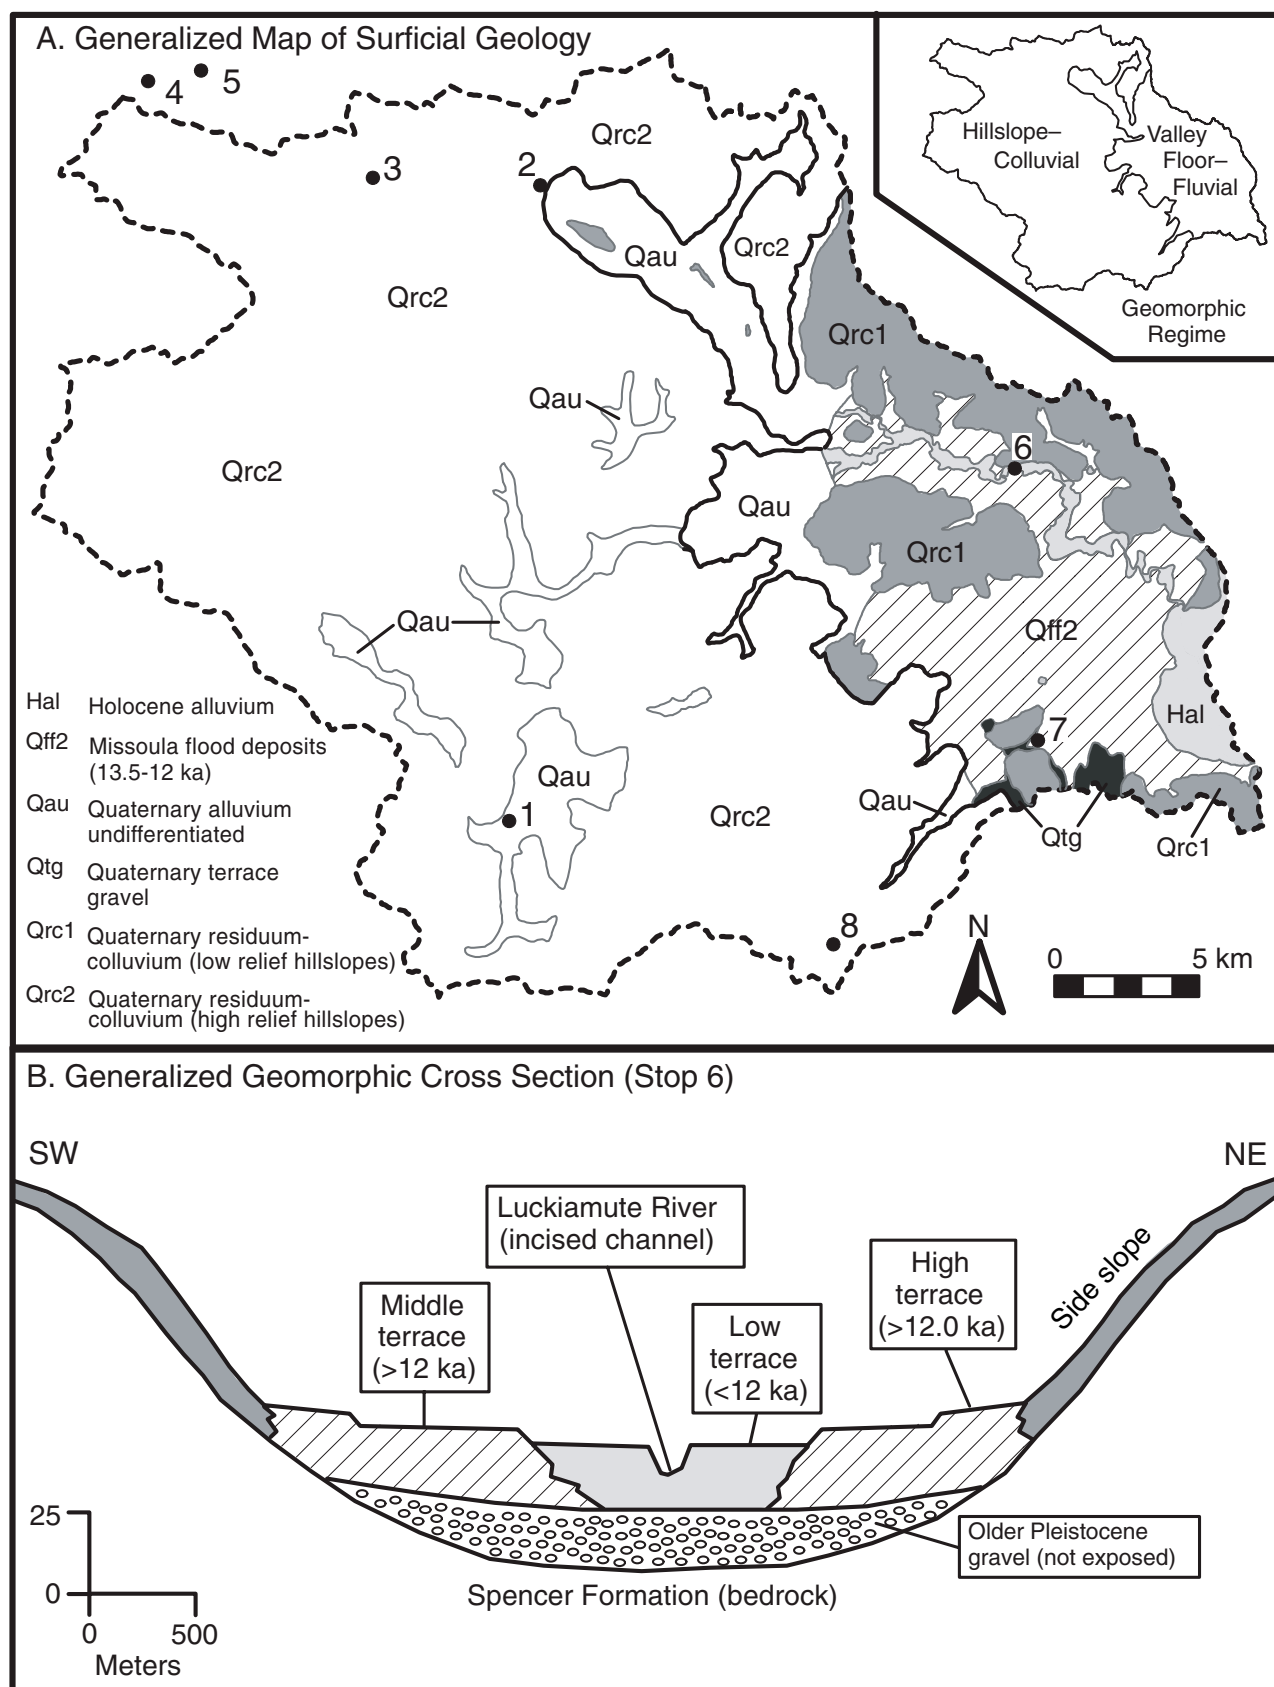 A. Generalized Map of Surficial Geology
4
5
3
2
Qrc2
Hillslope–
Colluvial
Valley
Floor–
Fluvial
Geomorphic
Regime
Qau
Qrc2
Qrc2
Qrc1
Qau
6
Qrc2
Qau
Qrc1
Qau
Qff2
Hal
7
Qau
1
Qrc2
Qau
Qtg
Qrc1
8
N
0
5 km
Hal
Holocene alluvium
Qff2
Missoula flood deposits
(13.5-12 ka)
Qau
Quaternary alluvium
undifferentiated
Qtg
Quaternary terrace
gravel
Qrc1
Quaternary residuum-
colluvium (low relief hillslopes)
Qrc2
Quaternary residuum-
colluvium (high relief hillslopes)
B. Generalized Geomorphic Cross Section (Stop 6)
SW
NE
Luckiamute River
(incised channel)
Middle
terrace
(>12 ka)
Low
terrace
(<12 ka)
High
terrace
(>12.0 ka)
Side slope
Older Pleistocene
gravel (not exposed)
Spencer Formation (bedrock)
25
0
0
500
Meters